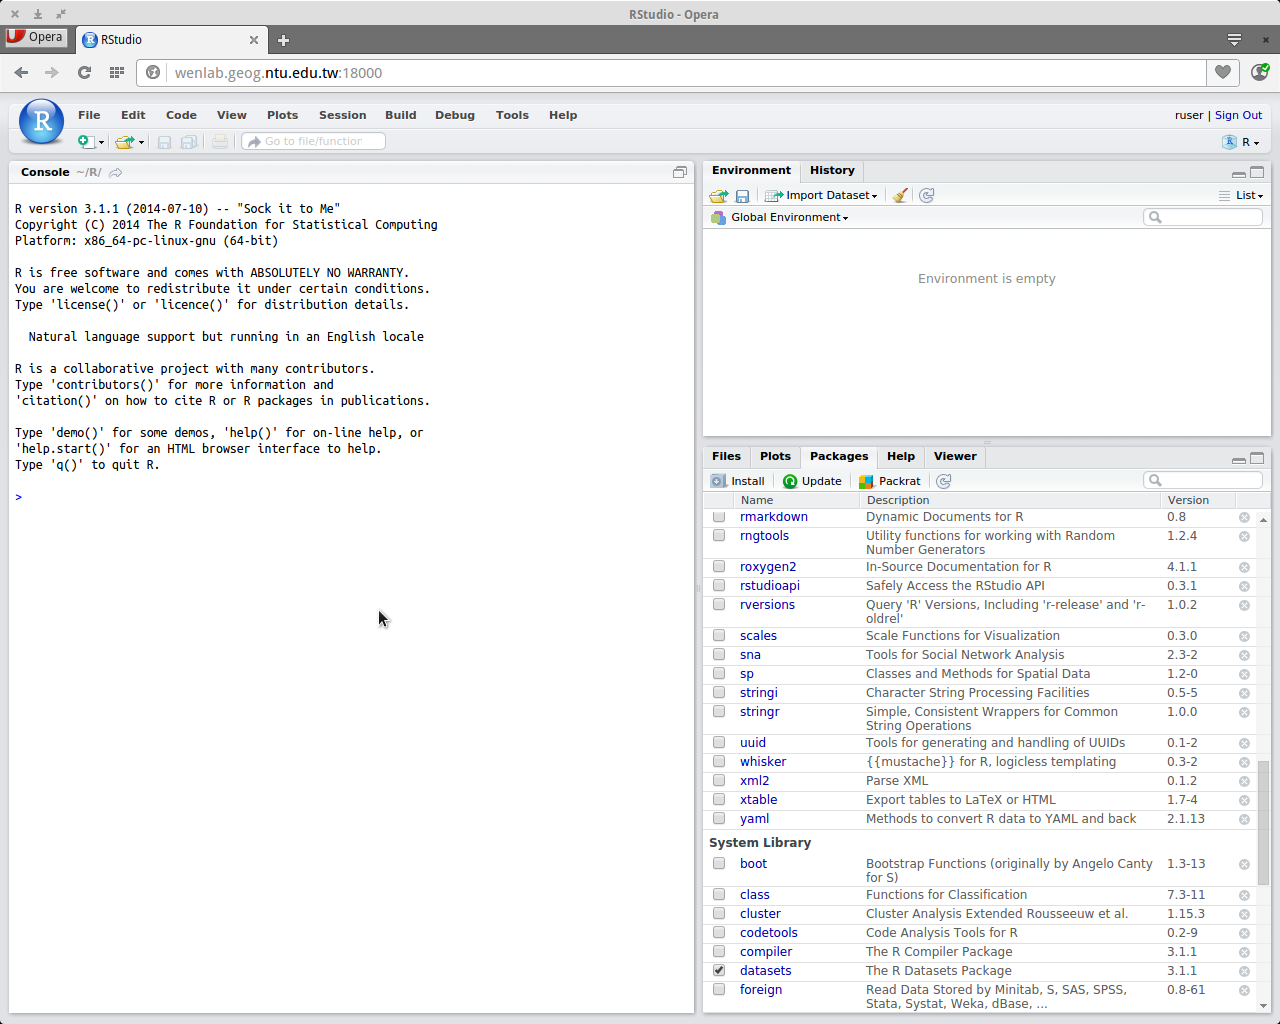 RStudio - Opera
Opera
RStudio
wenlab.geog.ntu.edu.tw:18000
R
File Edit Code View Plots Session Build Debug Tools Help
ruser | Sign Out
Go to file/function
R
Console ~/R/
R version 3.1.1 (2014-07-10) -- "Sock it to Me"
Copyright (C) 2014 The R Foundation for Statistical Computing
Platform: x86_64-pc-linux-gnu (64-bit)
R is free software and comes with ABSOLUTELY NO WARRANTY.
You are welcome to redistribute it under certain conditions.
Type 'license()' or 'licence()' for distribution details.
Natural language support but running in an English locale
R is a collaborative project with many contributors.
Type 'contributors()' for more information and
'citation()' on how to cite R or R packages in publications.
Type 'demo()' for some demos, 'help()' for on-line help, or
'help.start()' for an HTML browser interface to help.
Type 'q()' to quit R.
>
Environment History
Import Dataset
List
Global Environment
Environment is empty
Files Plots Packages Help Viewer
Install Update Packrat
Name Description Version
rmarkdown Dynamic Documents for R 0.8
rngtools Utility functions for working with Random 1.2.4
Number Generators
roxygen2 In-Source Documentation for R 4.1.1
rstudioapi Safely Access the RStudio API 0.3.1
rversions Query 'R' Versions, Including 'r-release' and 'r- 1.0.2
oldrel'
scales Scale Functions for Visualization 0.3.0
sna Tools for Social Network Analysis 2.3-2
sp Classes and Methods for Spatial Data 1.2-0
stringi Character String Processing Facilities 0.5-5
stringr Simple, Consistent Wrappers for Common 1.0.0
String Operations
uuid Tools for generating and handling of UUIDs 0.1-2
whisker {{mustache}} for R, logicless templating 0.3-2
xml2 Parse XML 0.1.2
xtable Export tables to LaTeX or HTML 1.7-4
yaml Methods to convert R data to YAML and back 2.1.13
System Library
boot Bootstrap Functions (originally by Angelo Canty 1.3-13
for S)
class Functions for Classification 7.3-11
cluster Cluster Analysis Extended Rousseeuw et al. 1.15.3
codetools Code Analysis Tools for R 0.2-9
compiler The R Compiler Package 3.1.1
datasets The R Datasets Package 3.1.1
foreign Read Data Stored by Minitab, S, SAS, SPSS, 0.8-61
Stata, Systat, Weka, dBase, ...